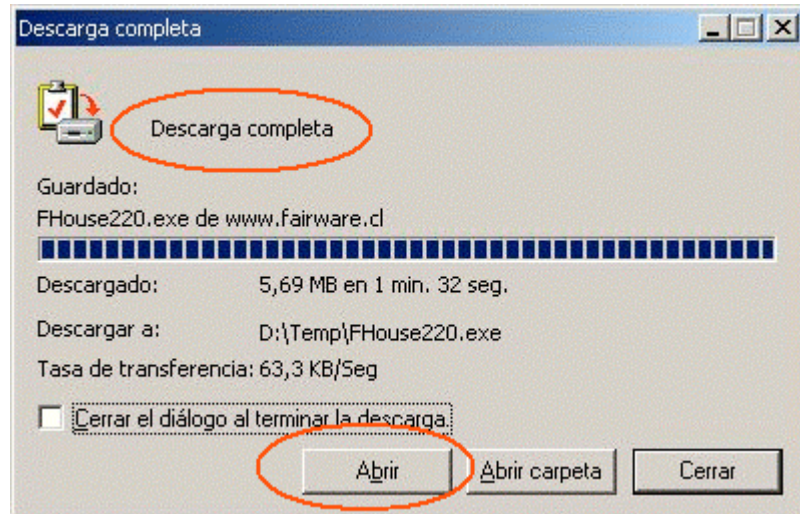 Descarga completa
Descarga completa
Guardado:
FHouse220.exe de www.fairware.cl
Descargado: 5,69 MB en 1 min. 32 seg.
Descargar a: D:\Temp\FHouse220.exe
Tasa de transferencia: 63,3 KB/Seg
Cerrar el diálogo al terminar la descarga.
Abrir Abrir carpeta Cerrar